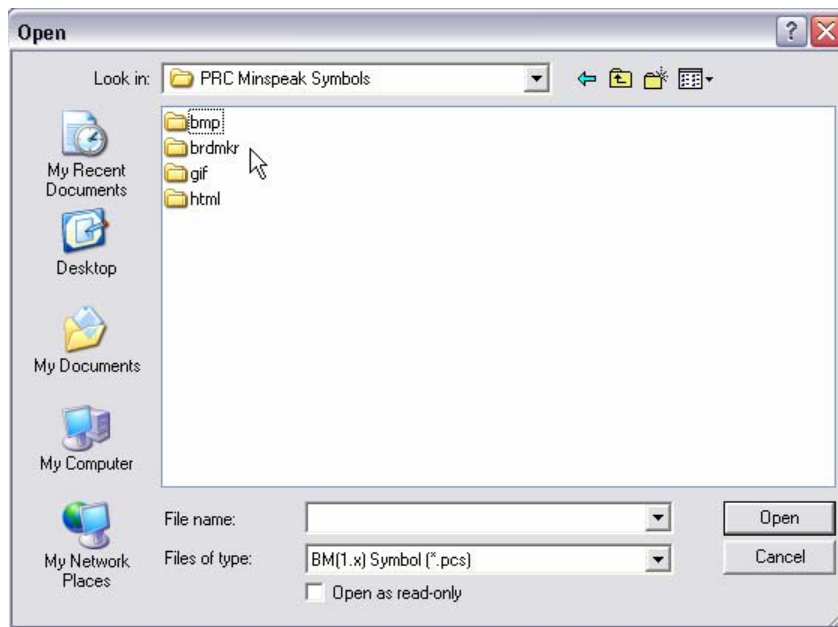 Open
Look in:
PRC Minspeak Symbols
My Recent
Documents
Desktop
My Documents
My Computer
My Network
Places
bmp
brdmkr
gif
html
File name:
Open
Files of type:
BM(1.x) Symbol (*.pcs)
Cancel
Open as read-only